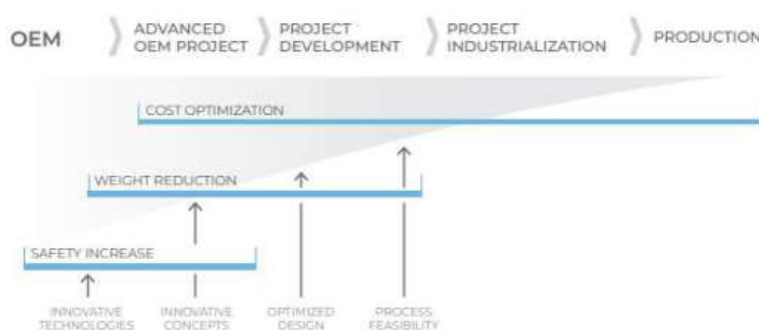 OEM
ADVANCED
OEM PROJECT
PROJECT
DEVELOPMENT
PROJECT
INDUSTRIALIZATION
PRODUCTION
COST OPTIMIZATION
WEIGHT REDUCTION
SAFETY INCREASE
INNOVATIVE
TECHNOLOGIES
INNOVATIVE
CONCEPTS
OPTIMIZED
DESIGN
PROCESS
FEASIBILITY